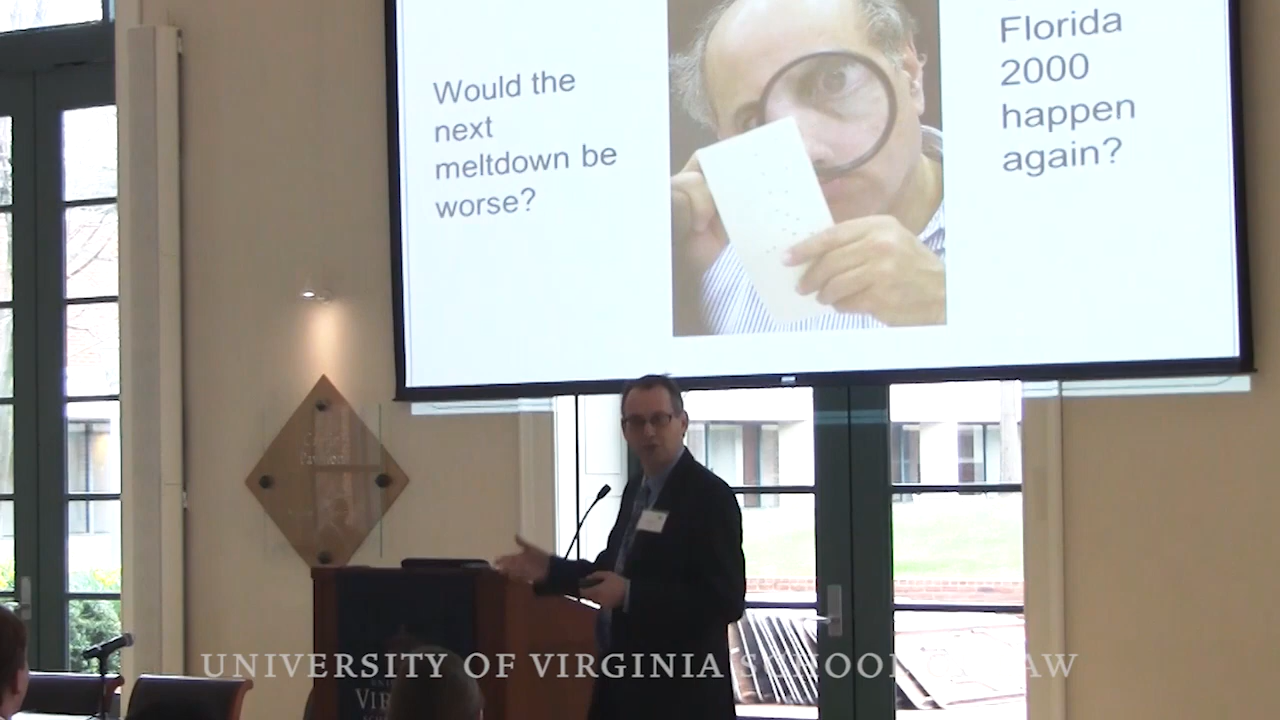 Would the
next
meltdown be
worse?
Florida
2000
happen
again?
UNIVERSITY OF VIRGINIA SCHOOL OF LAW